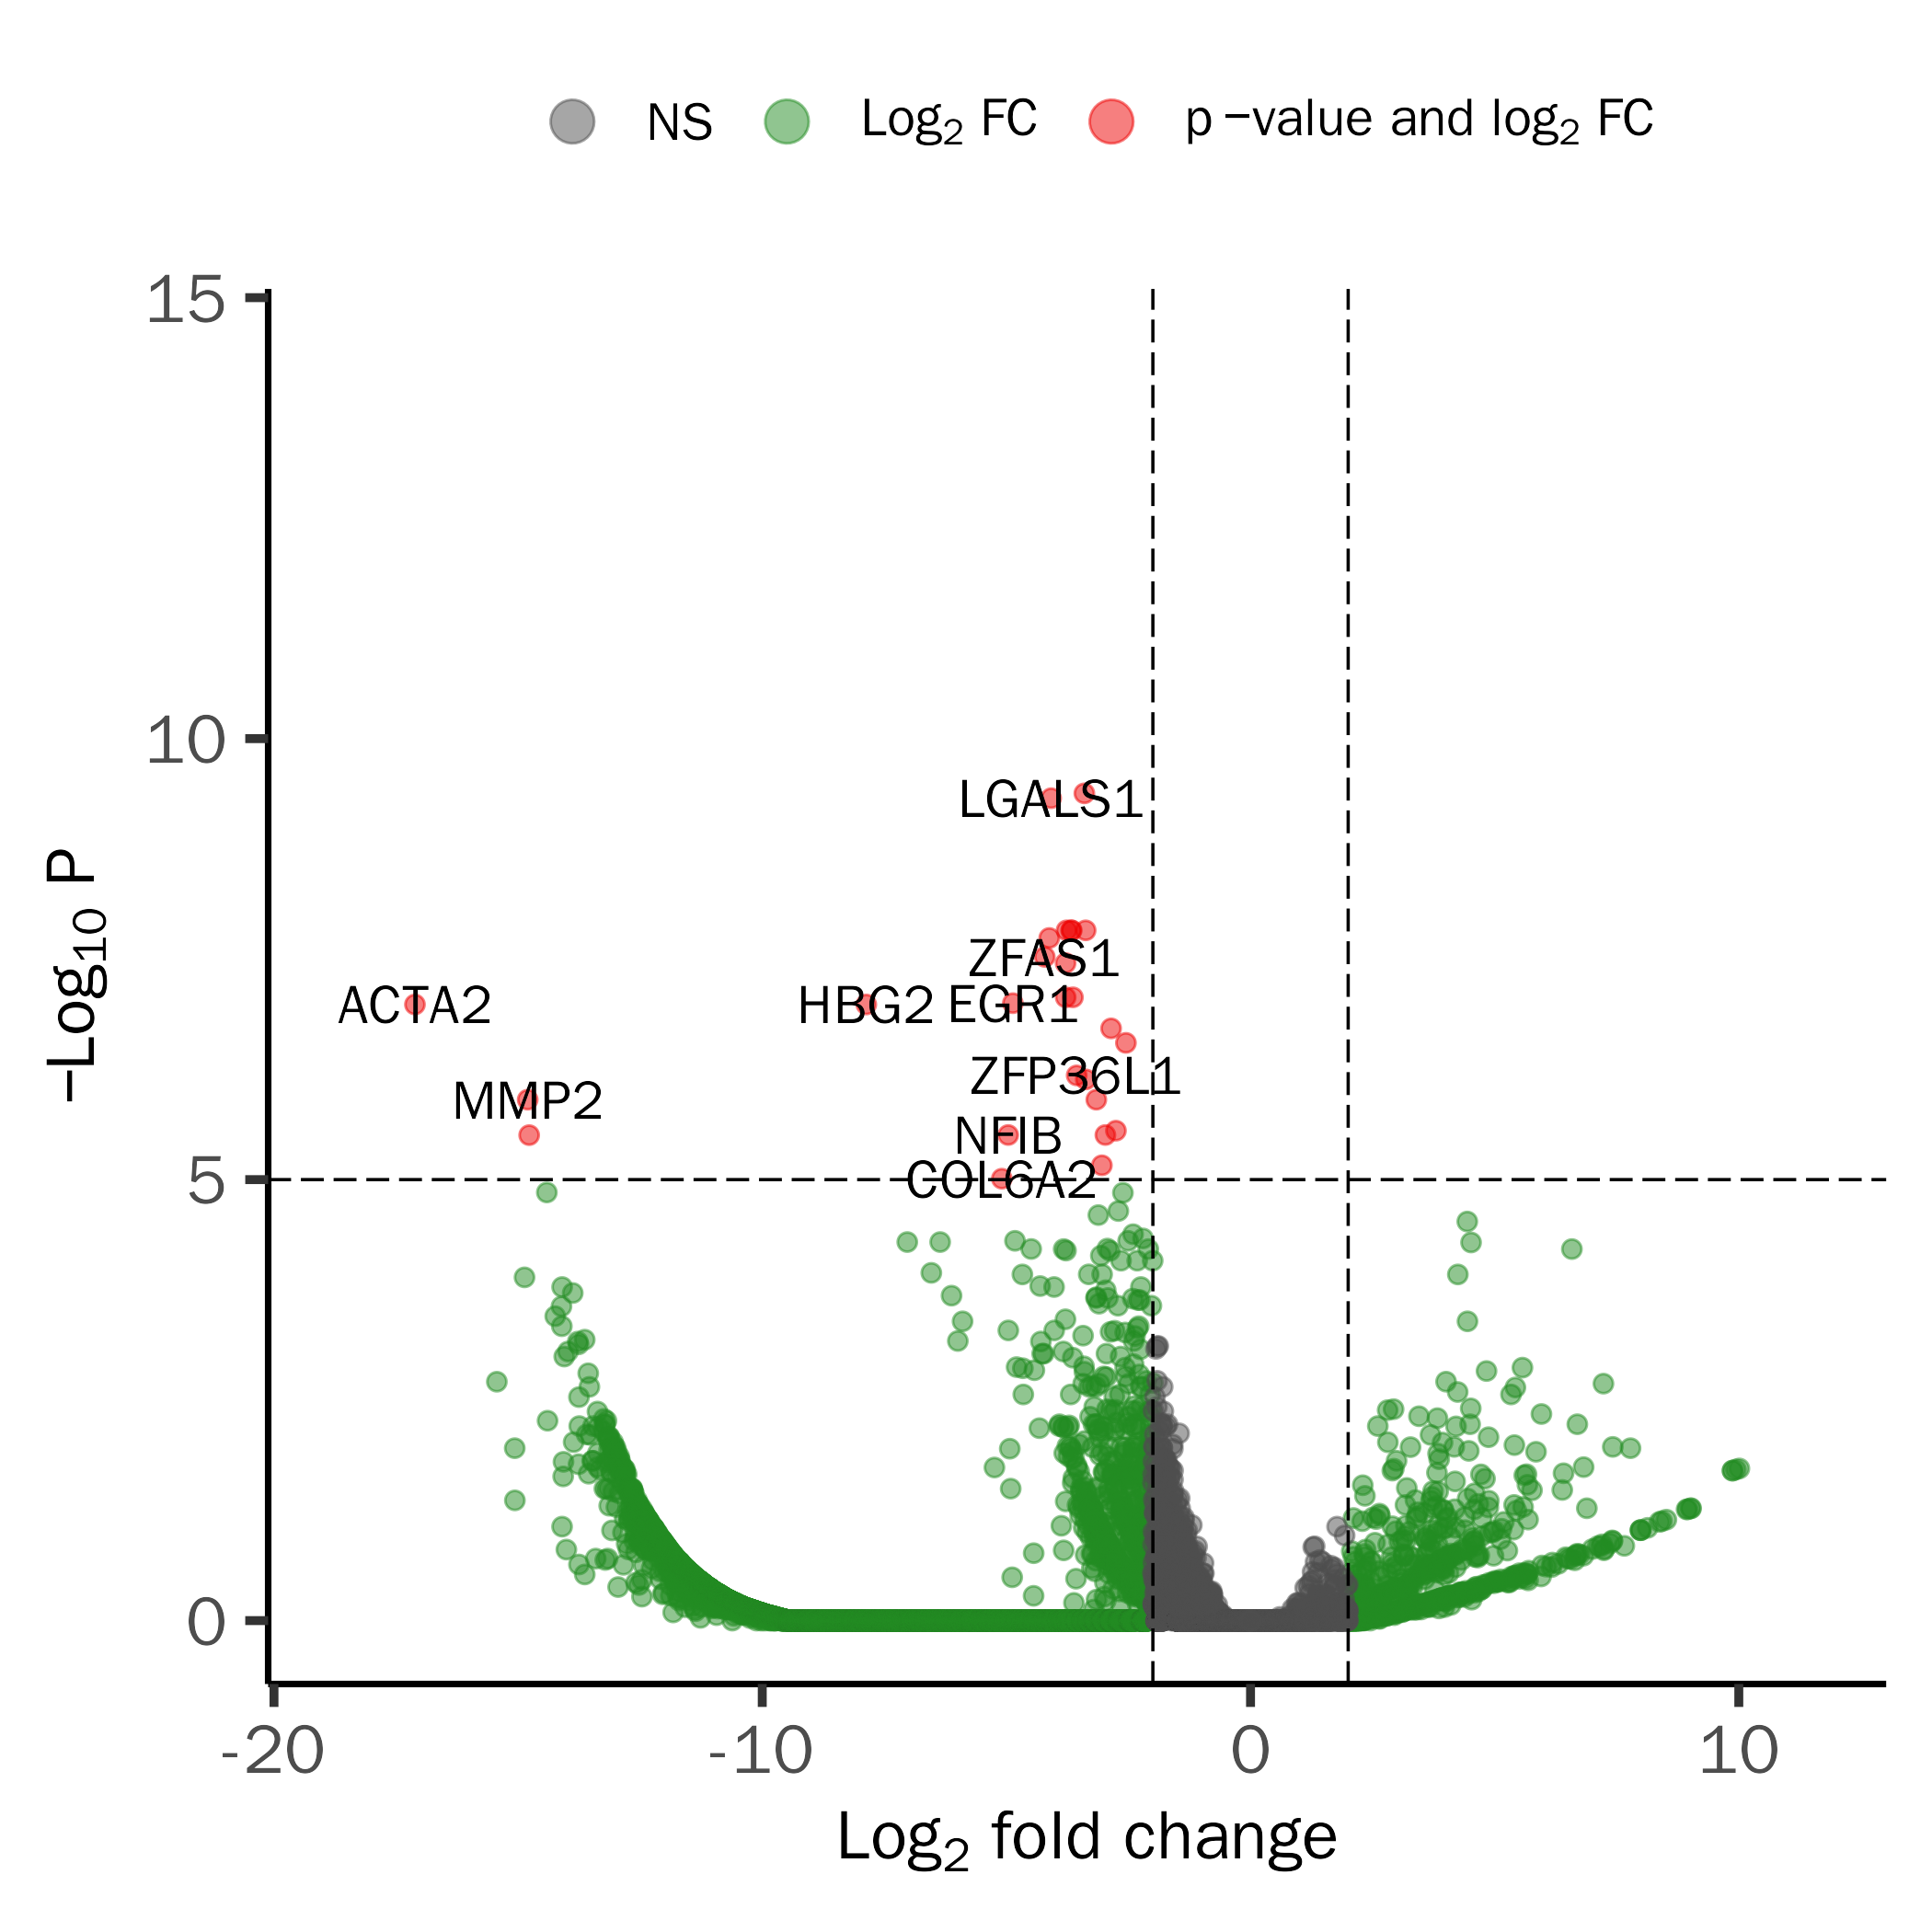 NS Log2 FC p −value and log2 FC
15
10
5
0
−Log10 P
LGALS1
ZFAS1
ACTA2 HBG2 EGR1
ZFP36L1
MMP2
NFIB
COL6A2
-20 -10 0 10
Log2 fold change